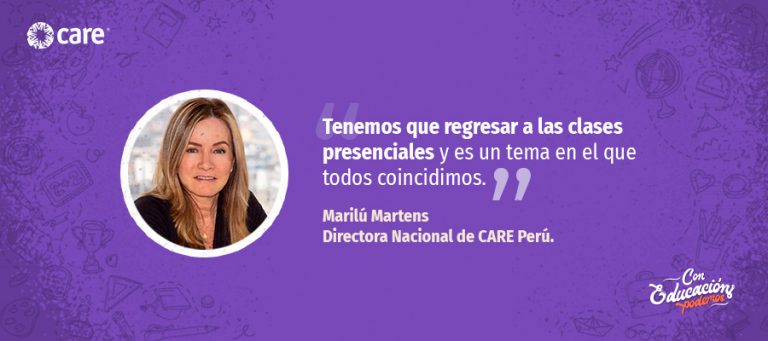 care
“
Tenemos que regresar a las clases
presenciales y es un tema en el que
todos coincidimos. ”
Marilú Martens
Directora Nacional de CARE Perú.
Con
Educación
podemos